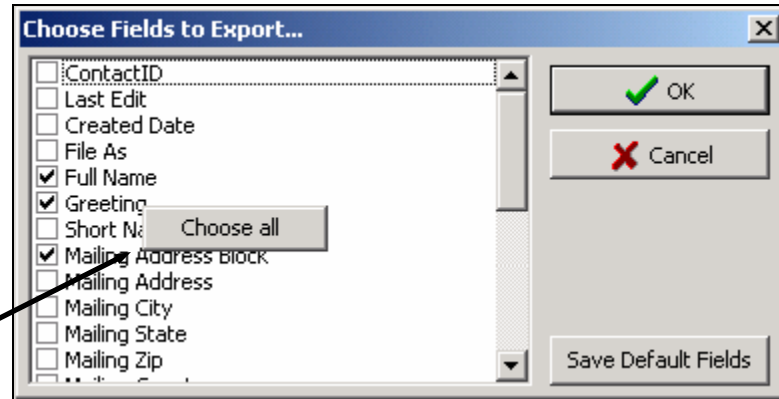 Choose Fields to Export...
ContactID
Last Edit
Created Date
File As
Full Name
Greeting
Short Na
Choose all
Mailing Address Block
Mailing Address
Mailing City
Mailing State
Mailing Zip
OK
Cancel
Save Default Fields